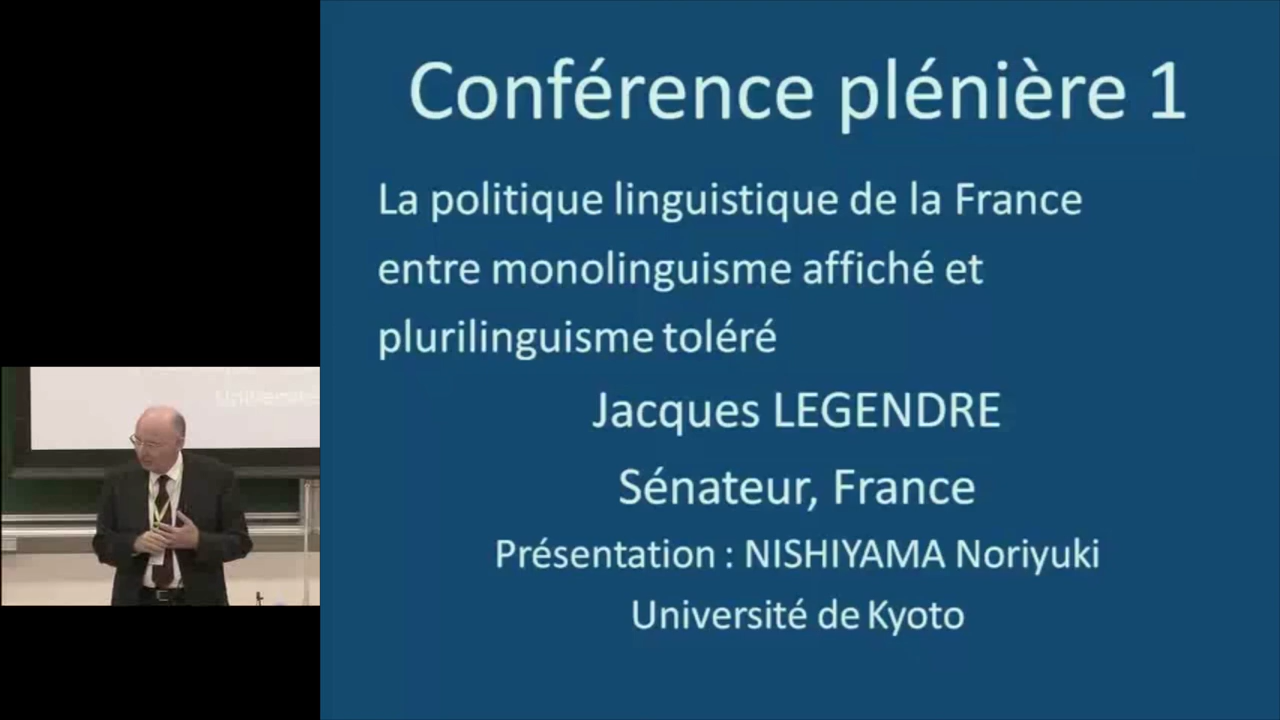 Conférence plénière 1
La politique linguistique de la France
entre monolinguisme affiché et
plurilinguisme toléré
Jacques LEGENDRE
Sénateur, France
Présentation : NISHIYAMA Noriyuki
Université de Kyoto
Université